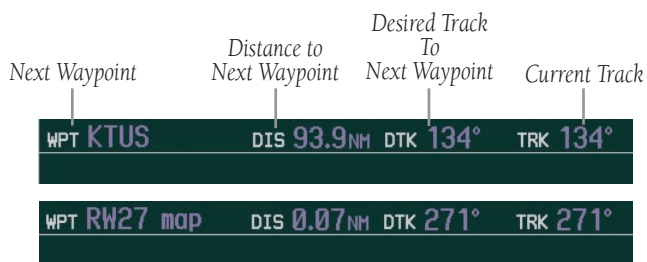 Desired Track
Distance to To
Next Waypoint Next Waypoint Next Waypoint Current Track
WPT KTUS DIS 93.9NM DTK 134° TRK 134°
WPT RW27 map DIS 0.07NM DTK 271° TRK 271°